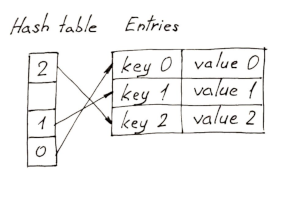 Hash table Entries
2 key 0 value 0
key 1 value 1
1 key 2 value 2
0